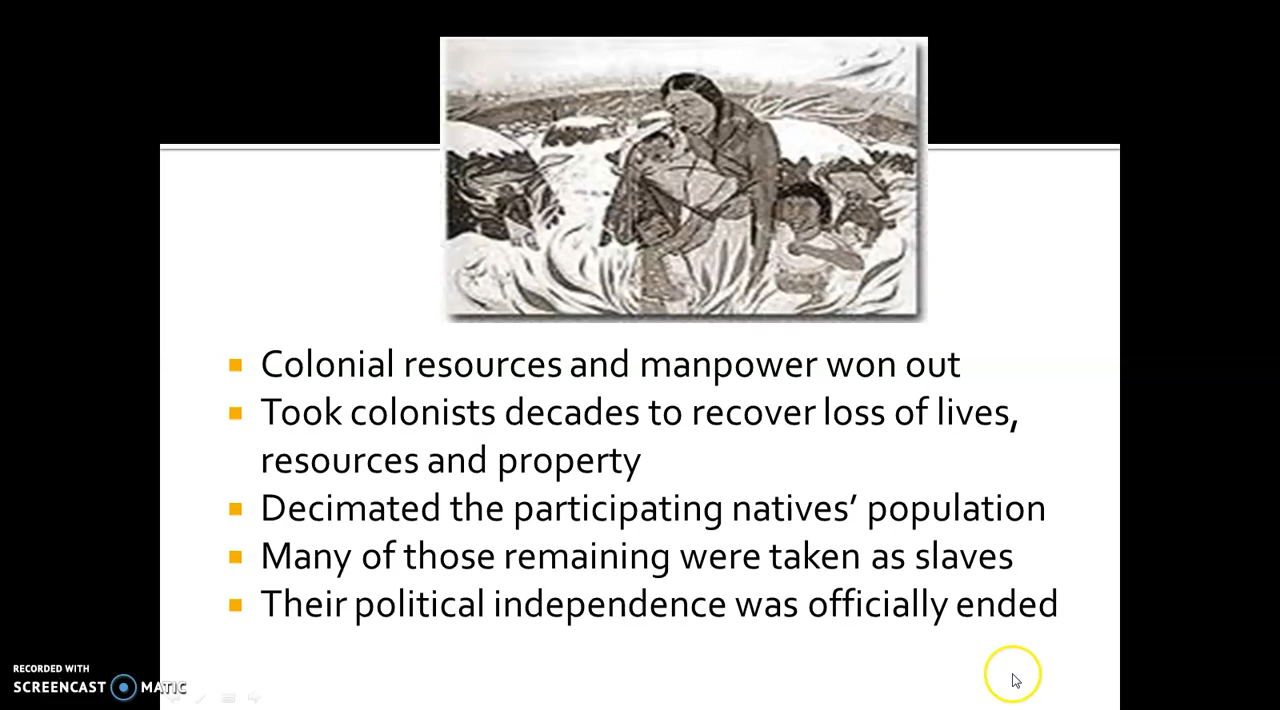 Colonial resources and manpower won out
Took colonists decades to recover loss of lives,
resources and property
Decimated the participating natives’ population
Many of those remaining were taken as slaves
Their political independence was officially ended
RECORDED WITH
SCREENCAST MATIC